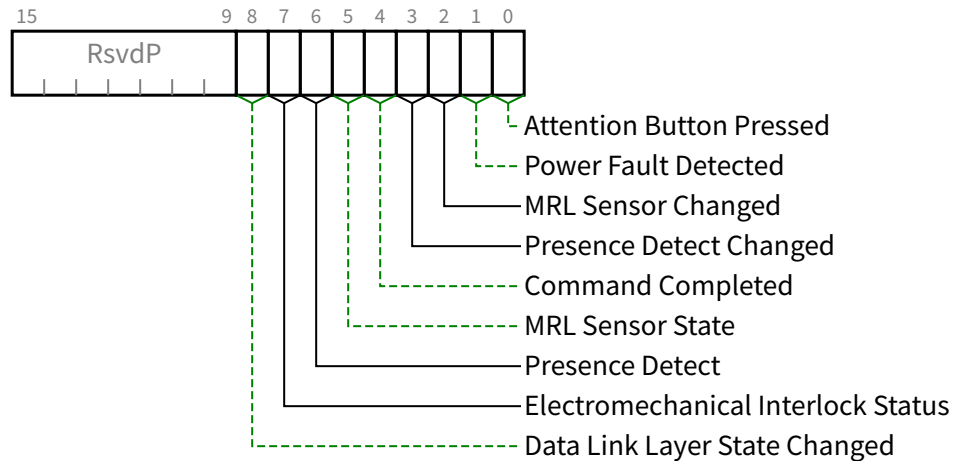 15 9 8 7 6 5 4 3 2 1 0
RsvdP
Attention Button Pressed
Power Fault Detected
MRL Sensor Changed
Presence Detect Changed
Command Completed
MRL Sensor State
Presence Detect
Electromechanical Interlock Status
Data Link Layer State Changed